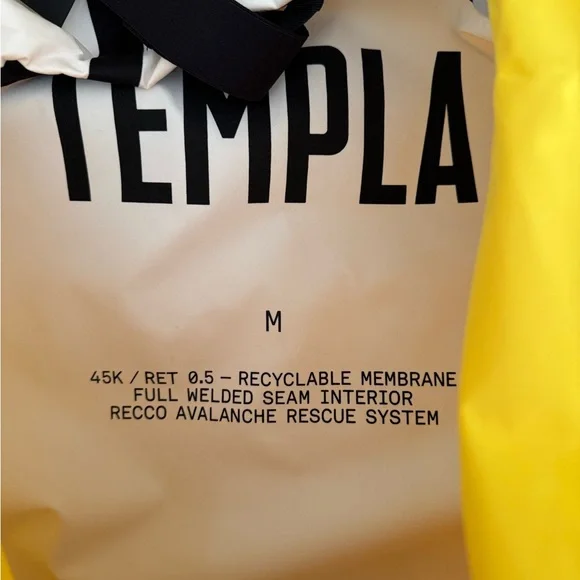 TEMPLA
M
45K / RET 0.5 — RECYCLABLE MEMBRANE
FULL WELDED SEAM INTERIOR
RECCO AVALANCHE RESCUE SYSTEM